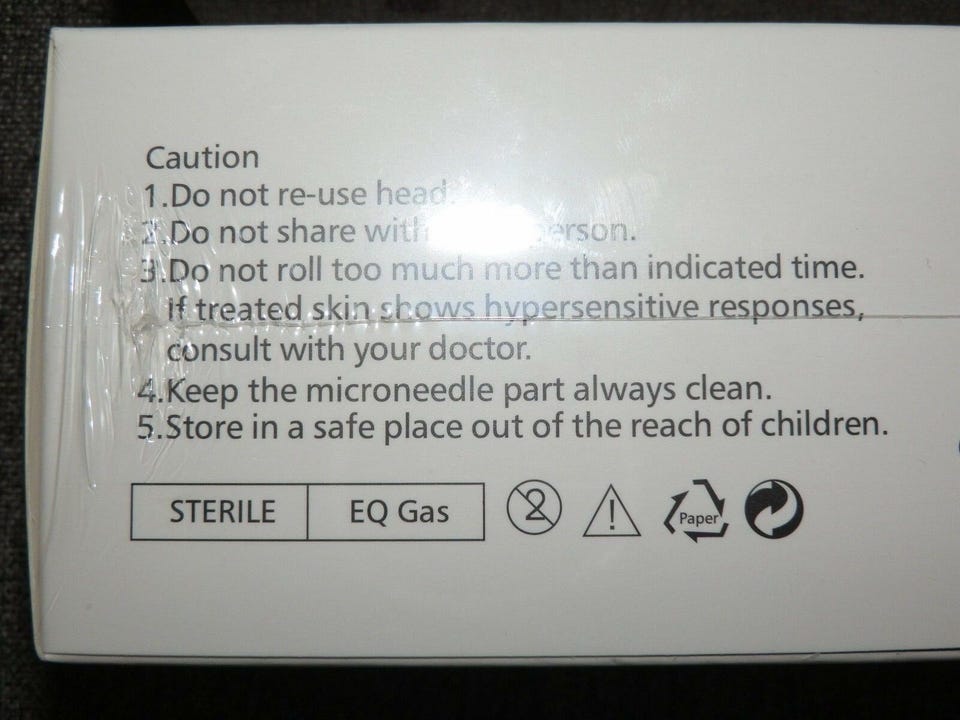 Caution
1.Do not re-use head.
2.Do not share with person.
3.Do not roll too much more than indicated time.
If treated skin shows hypersensitive responses,
consult with your doctor.
4.Keep the microneedle part always clean.
5.Store in a safe place out of the reach of children.
STERILE EQ Gas 2 ! Paper